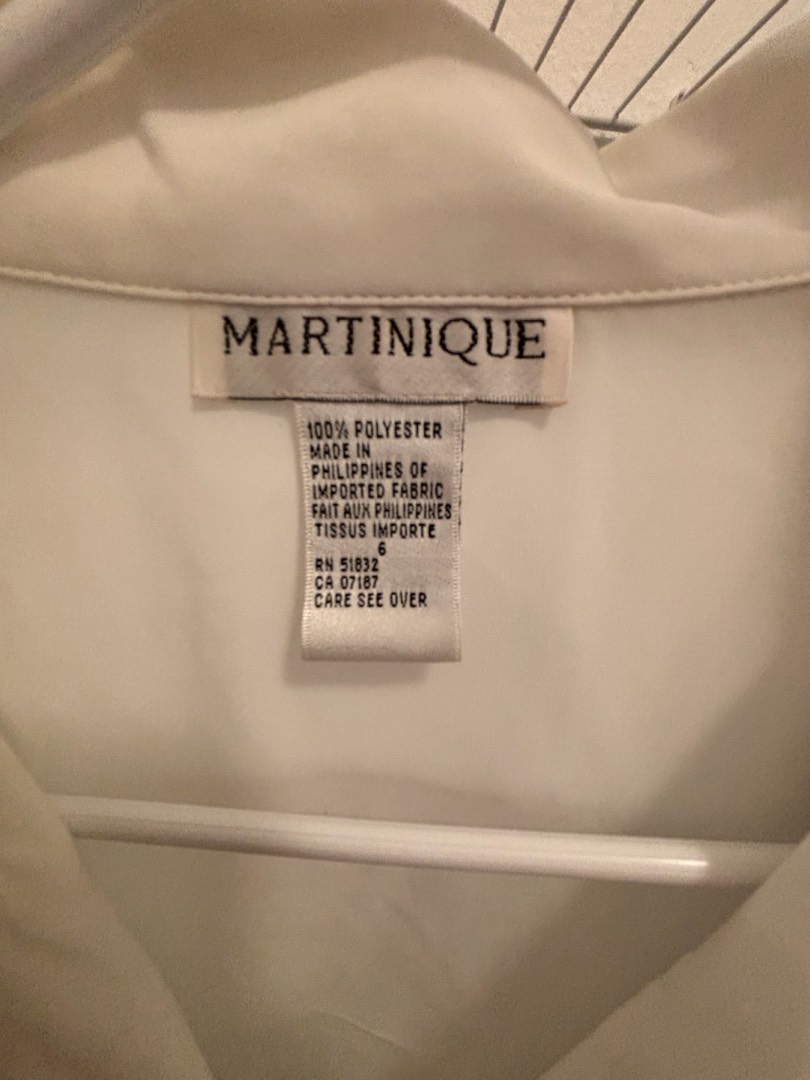 MARTINIQUE
100% POLYESTER
MADE IN
PHILIPPINES OF
IMPORTED FABRIC
FAIT AUX PHILIPPINES
TISSUS IMPORTE
6
RN 51832
CA 07187
CARE SEE OVER